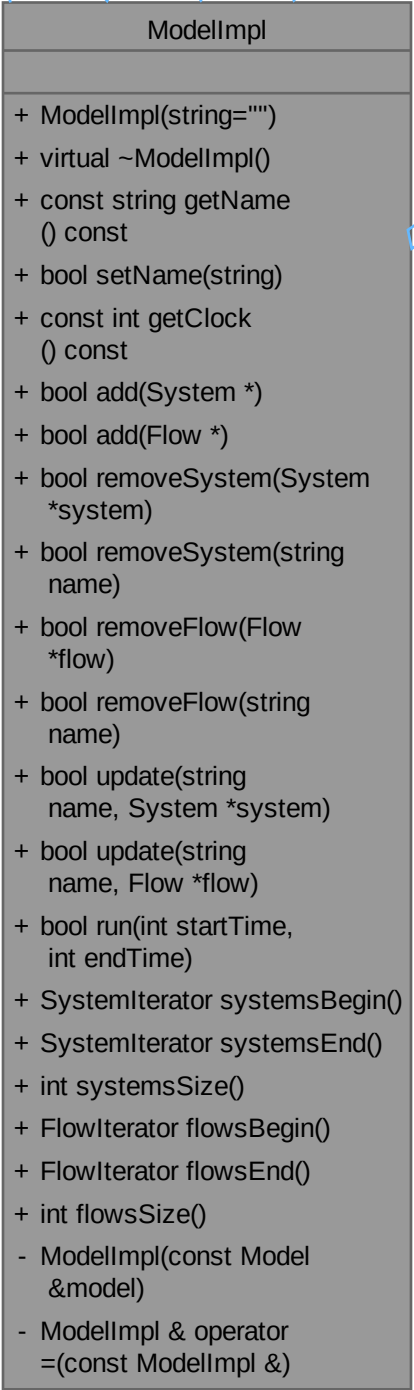 ModelImpl
+ ModelImpl(string="")
+ virtual ~ModelImpl()
+ const string getName
() const
+ bool setName(string)
+ const int getClock
() const
+ bool add(System *)
+ bool add(Flow *)
+ bool removeSystem(System
*system)
+ bool removeSystem(string
name)
+ bool removeFlow(Flow
*flow)
+ bool removeFlow(string
name)
+ bool update(string
name, System *system)
+ bool update(string
name, Flow *flow)
+ bool run(int startTime,
int endTime)
+ SystemIterator systemsBegin()
+ SystemIterator systemsEnd()
+ int systemsSize()
+ FlowIterator flowsBegin()
+ FlowIterator flowsEnd()
+ int flowsSize()
- ModelImpl(const Model
&model)
- ModelImpl & operator
=(const ModelImpl &)